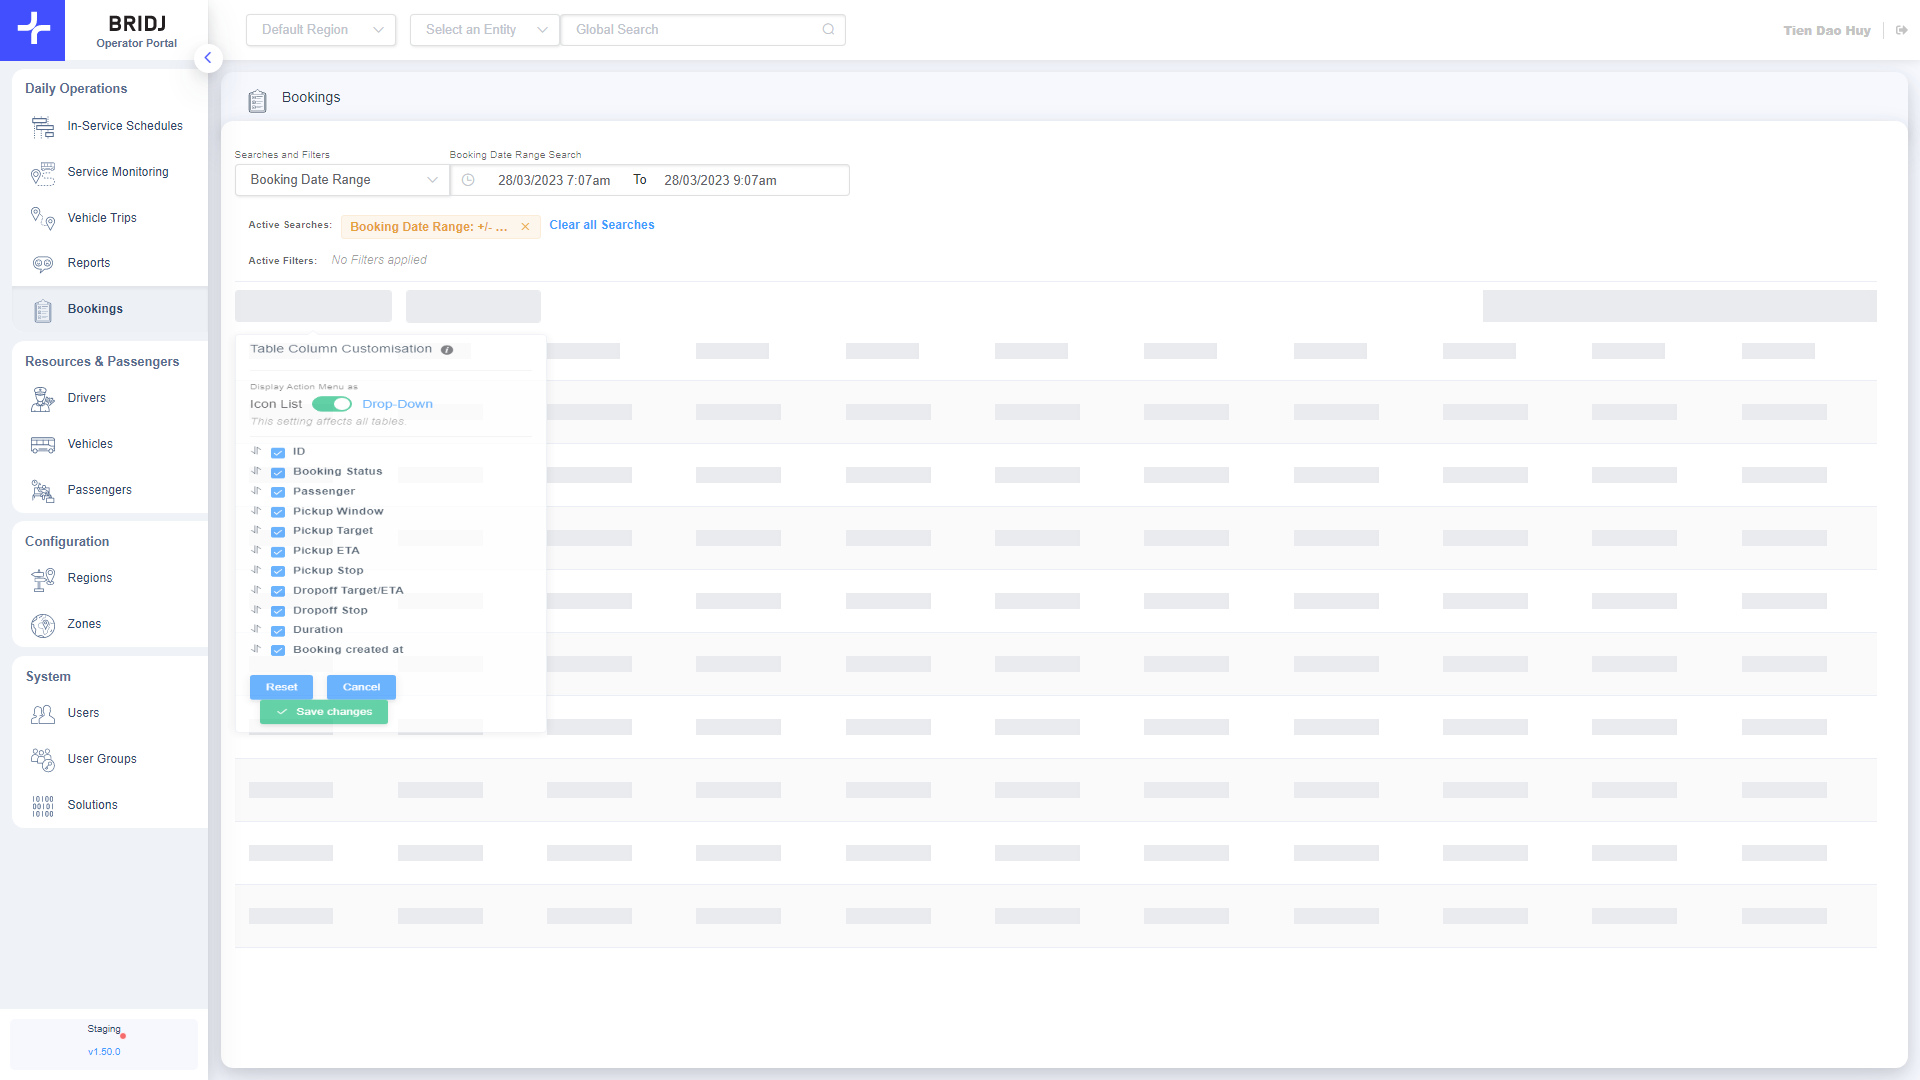 BRIDJ
Operator Portal
Default Region
Select an Entity
Global Search
Tien Dao Huy
Daily Operations
In-Service Schedules
Service Monitoring
Vehicle Trips
Reports
Bookings
Resources & Passengers
Drivers
Vehicles
Passengers
Configuration
Regions
Zones
System
Users
User Groups
10100
00101
10100
Solutions
Staging
v1.50.0
Bookings
Searches and Filters
Booking Date Range Search
Booking Date Range
28/03/2023 7:07am To 28/03/2023 9:07am
Active Searches: Booking Date Range: +/- ... Clear all Searches
Active Filters: No Filters applied
Table Column Customisation
Display Action Menu as
Icon List Drop-Down
This setting affects all tables.
ID
Booking Status
Passenger
Pickup Window
Pickup Target
Pickup ETA
Pickup Stop
Dropoff Target/ETA
Dropoff Stop
Duration
Booking created at
Reset Cancel
Save changes